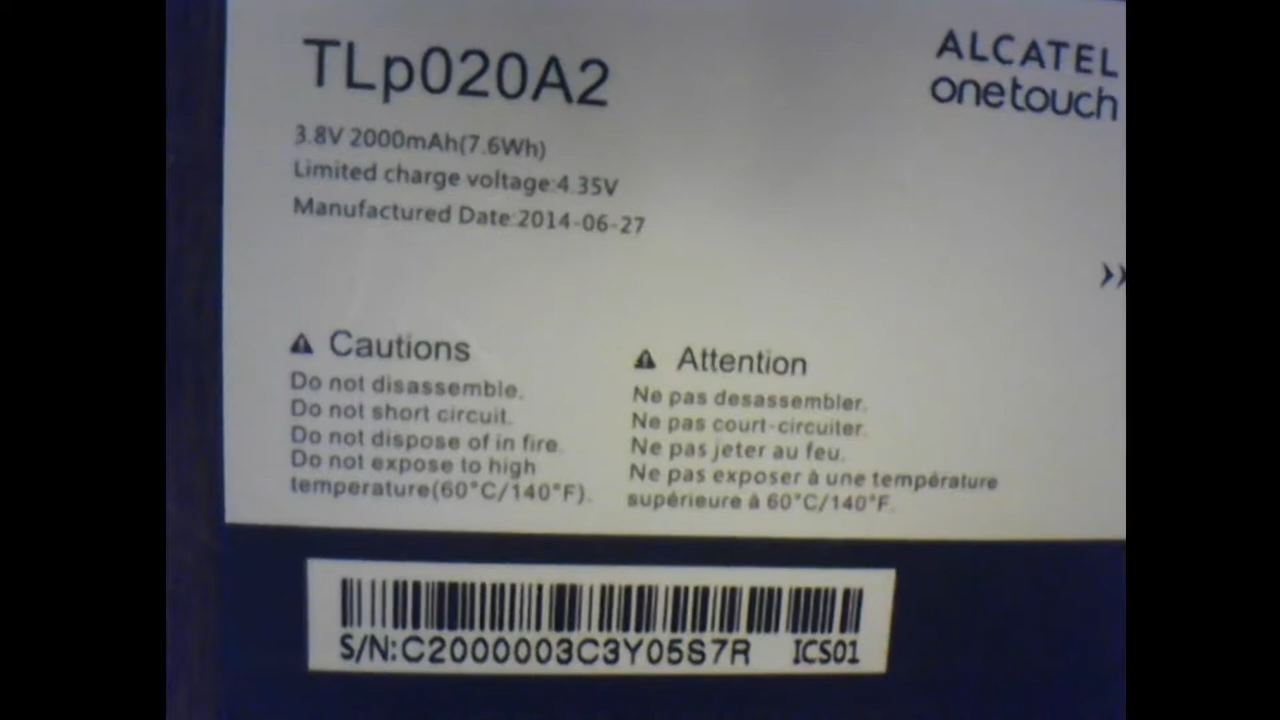 TLp020A2
ALCATEL
onetouch
3.8V 2000mAh(7.6Wh)
Limited charge voltage:4.35V
Manufactured Date:2014-06-27
Cautions
Do not disassemble.
Do not short circuit.
Do not dispose of in fire.
Do not expose to high
temperature(60°C/140°F).
Attention
Ne pas desassembler.
Ne pas court-circuiter.
Ne pas jeter au feu.
Ne pas exposer à une température
supérieure à 60°C/140°F.
S/N:C2000003C3Y05S7R ICS01